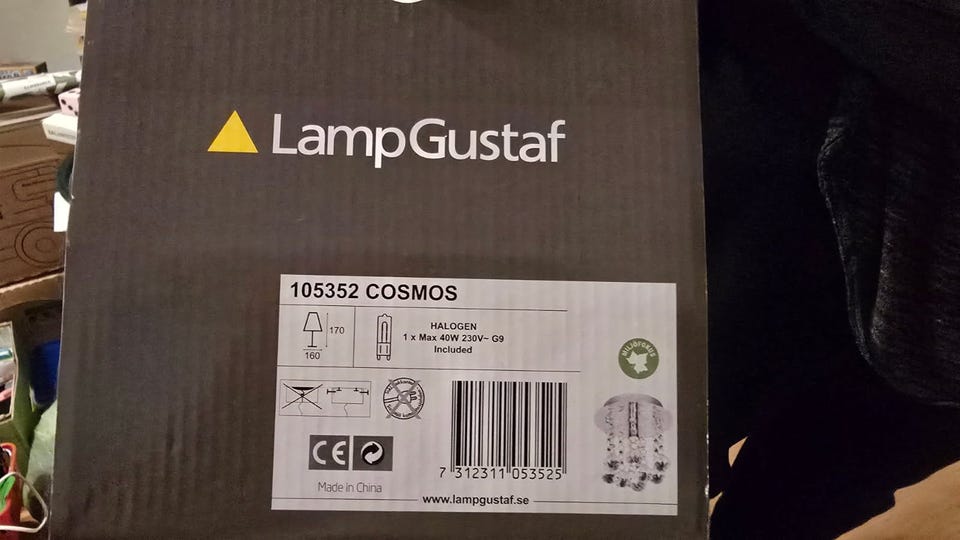 LampGustaf
105352 COSMOS
170
160
HALOGEN
1 x Max 40W 230V~ G9
Included
MILJÖFOKUS
CE
7 312311 053525
Made in China
www.lampgustaf.se